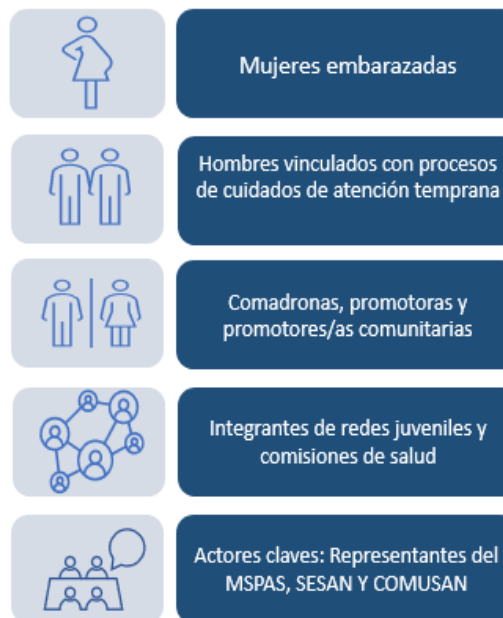 Mujeres embarazadas
Hombres vinculados con procesos
de cuidados de atención temprana
Comadronas, promotoras y
promotores/as comunitarias
Integrantes de redes juveniles y
comisiones de salud
Actores claves: Representantes del
MSPAS, SESAN Y COMUSAN